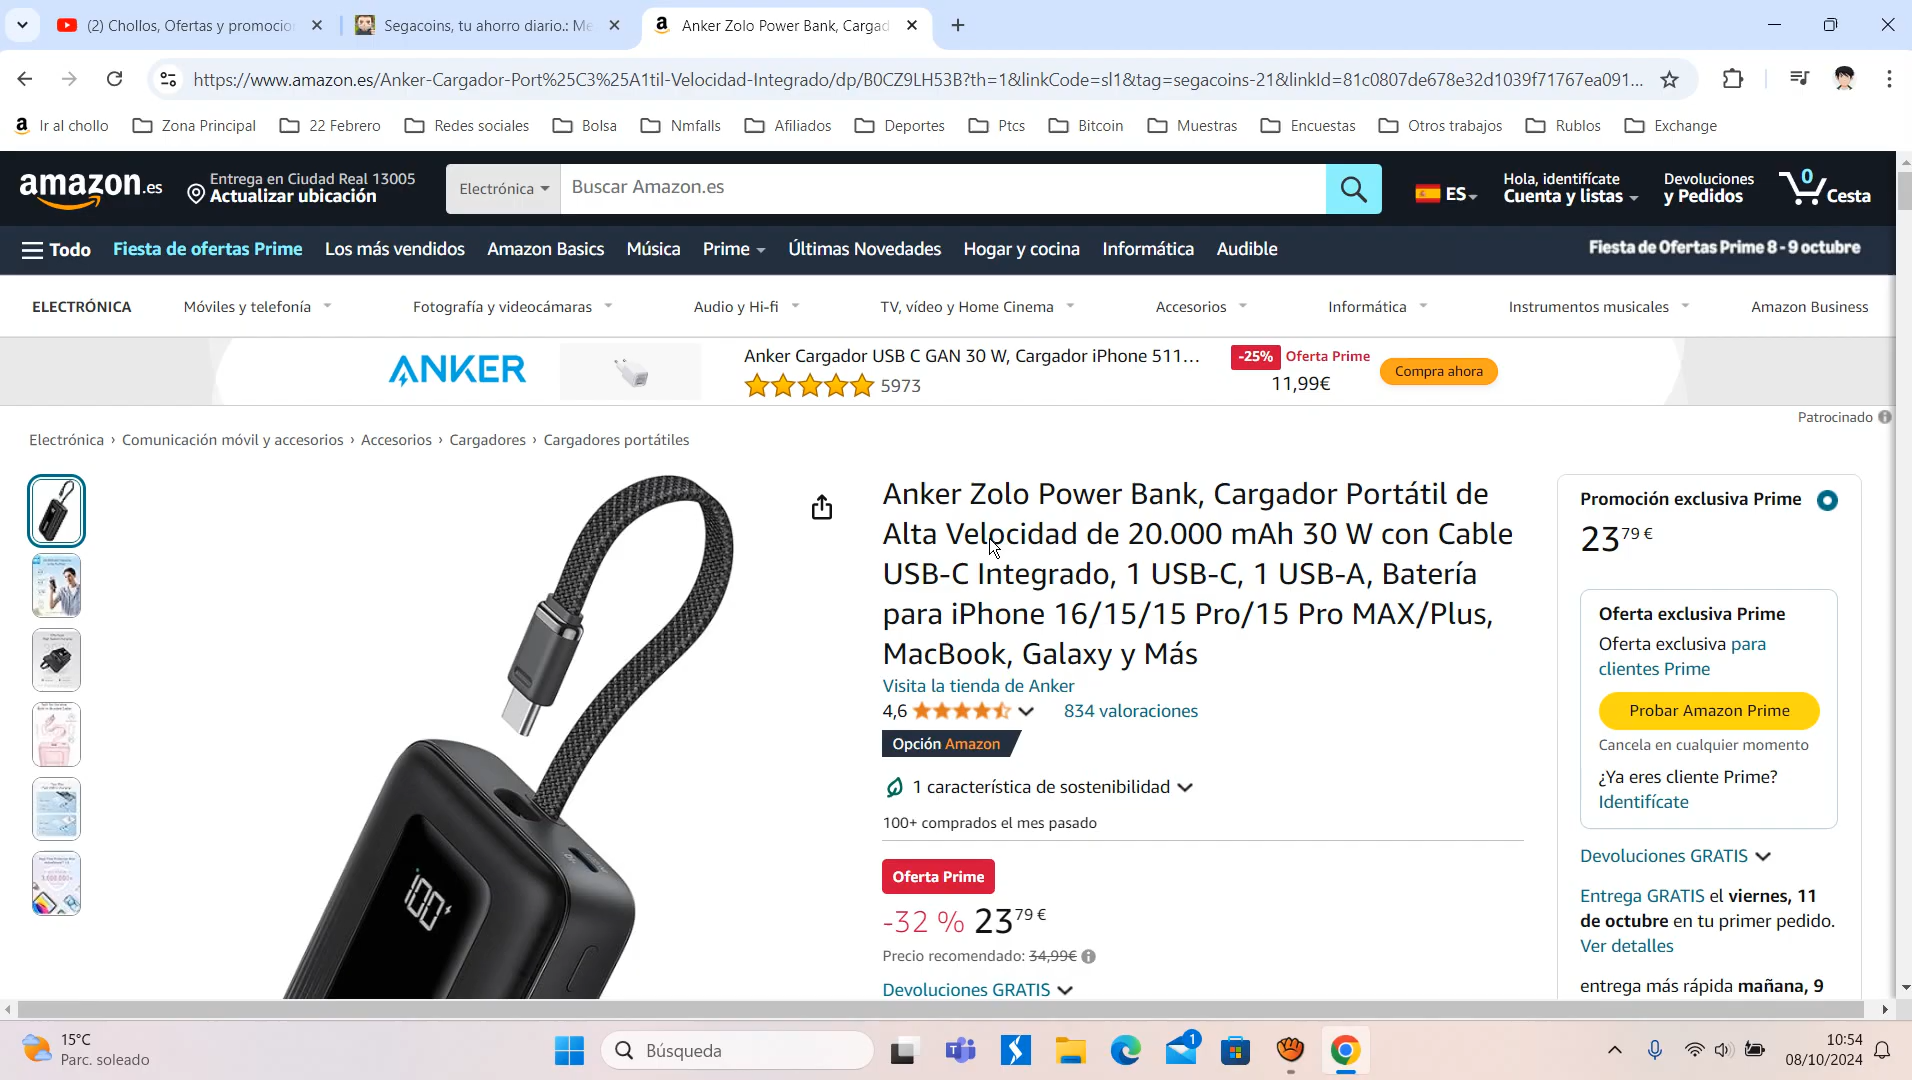 (2) Chollos, Ofertas y promocio
Segacoins, tu ahorro diario.: Me
Anker Zolo Power Bank, Cargad
https://www.amazon.es/Anker-Cargador-Port%25C3%25A1til-Velocidad-Integrado/dp/B0CZ9LH53B?th=1&linkCode=sl1&tag=segacoins-21&linkId=81c0807de678e32d1039f71767ea091...
Ir al chollo Zona Principal 22 Febrero Redes sociales Bolsa Nmfalls Afiliados Deportes Ptcs Bitcoin Muestras Encuestas Otros trabajos Rublos Exchange
amazon.es
Entrega en Ciudad Real 13005
Actualizar ubicación
Electrónica
Buscar Amazon.es
ES
Hola, identifícate
Cuenta y listas
Devoluciones
y Pedidos
0
Cesta
Todo Fiesta de ofertas Prime Los más vendidos Amazon Basics Música Prime Últimas Novedades Hogar y cocina Informática Audible
Fiesta de Ofertas Prime 8 - 9 octubre
ELECTRÓNICA Móviles y telefonía Fotografía y videocámaras Audio y Hi-fi TV, vídeo y Home Cinema Accesorios Informática Instrumentos musicales Amazon Business
ANKER
Anker Cargador USB C GAN 30 W, Cargador iPhone 511...
5973
-25% Oferta Prime
11,99€
Compra ahora
Patrocinado
Electrónica › Comunicación móvil y accesorios › Accesorios › Cargadores › Cargadores portátiles
100
Anker Zolo Power Bank, Cargador Portátil de
Alta Velocidad de 20.000 mAh 30 W con Cable
USB-C Integrado, 1 USB-C, 1 USB-A, Batería
para iPhone 16/15/15 Pro/15 Pro MAX/Plus,
MacBook, Galaxy y Más
Visita la tienda de Anker
4,6
834 valoraciones
Opción Amazon
1 característica de sostenibilidad
100+ comprados el mes pasado
Oferta Prime
-32 % 23 79 €
Precio recomendado: 34,99€
Devoluciones GRATIS
Promoción exclusiva Prime
23 79 €
Oferta exclusiva Prime
Oferta exclusiva para
clientes Prime
Probar Amazon Prime
Cancela en cualquier momento
¿Ya eres cliente Prime?
Identifícate
Devoluciones GRATIS
Entrega GRATIS el viernes, 11
de octubre en tu primer pedido.
Ver detalles
entrega más rápida mañana, 9
15°C
Parc. soleado
Búsqueda
1
10:54
08/10/2024